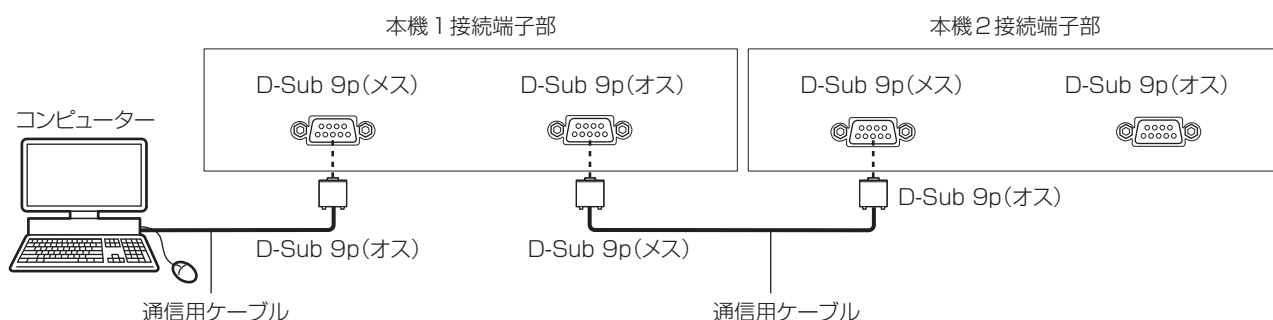 本機1接続端子部
本機2接続端子部
D-Sub 9p(メス)
D-Sub 9p(オス)
D-Sub 9p(メス)
D-Sub 9p(オス)
コンピューター
D-Sub 9p(オス)
D-Sub 9p(オス)
D-Sub 9p(メス)
通信用ケーブル
通信用ケーブル